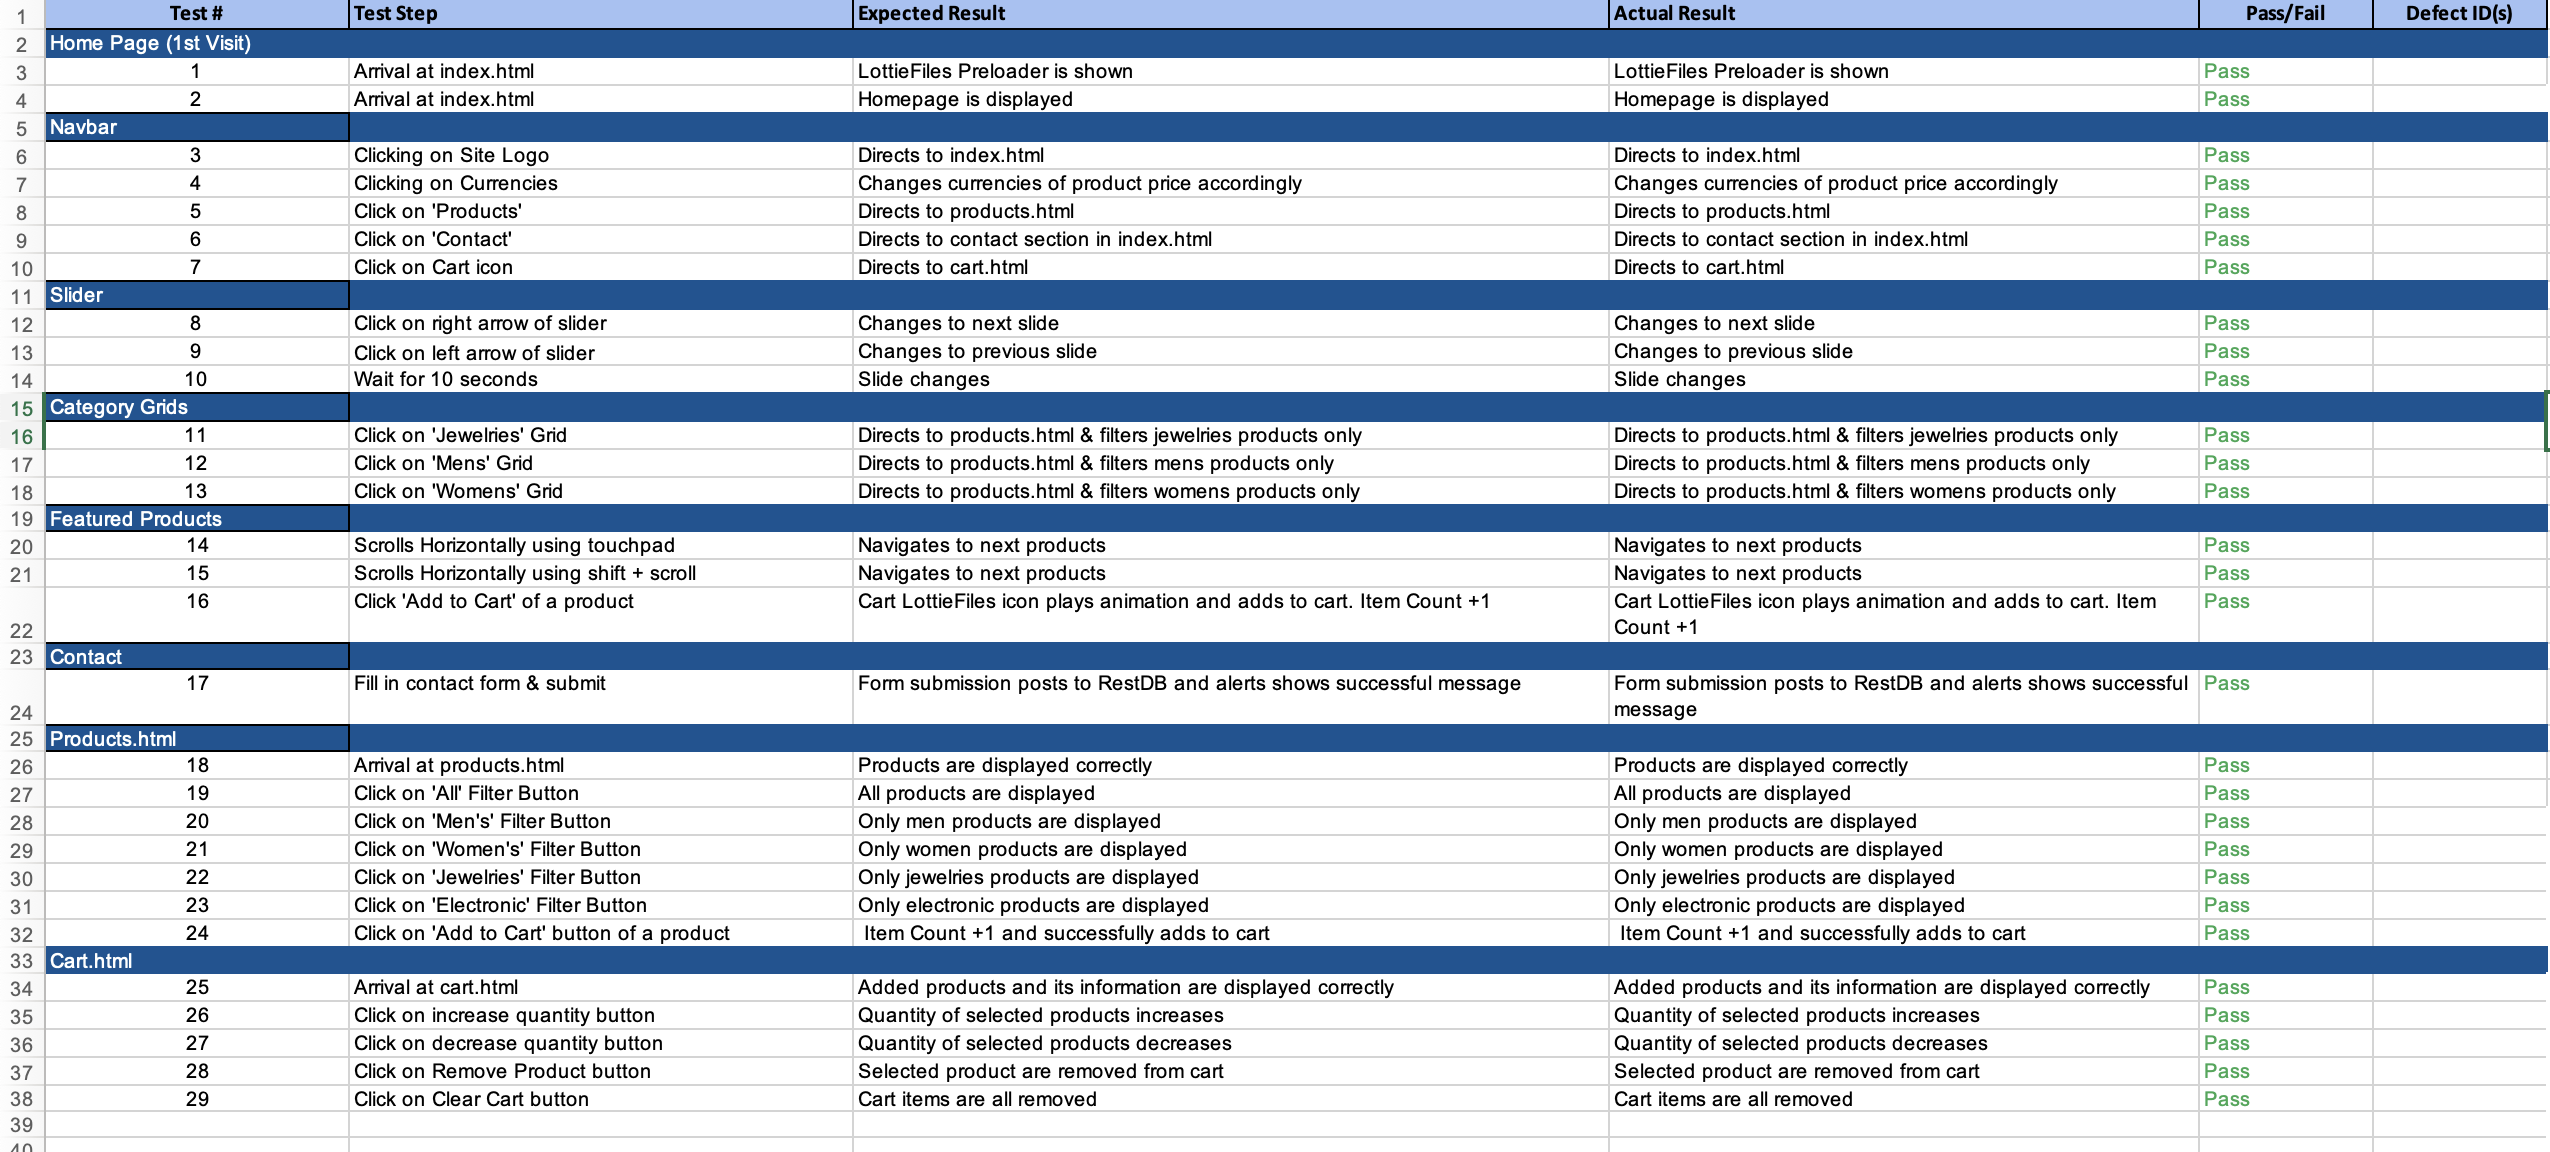 1 Test # Test Step Expected Result Actual Result Pass/Fail Defect ID(s)
2 Home Page (1st Visit)
3 1 Arrival at index.html LottieFiles Preloader is shown LottieFiles Preloader is shown Pass
4 2 Arrival at index.html Homepage is displayed Homepage is displayed Pass
5 Navbar
6 3 Clicking on Site Logo Directs to index.html Directs to index.html Pass
7 4 Clicking on Currencies Changes currencies of product price accordingly Changes currencies of product price accordingly Pass
8 5 Click on 'Products' Directs to products.html Directs to products.html Pass
9 6 Click on 'Contact' Directs to contact section in index.html Directs to contact section in index.html Pass
10 7 Click on Cart icon Directs to cart.html Directs to cart.html Pass
11 Slider
12 8 Click on right arrow of slider Changes to next slide Changes to next slide Pass
13 9 Click on left arrow of slider Changes to previous slide Changes to previous slide Pass
14 10 Wait for 10 seconds Slide changes Slide changes Pass
15 Category Grids
16 11 Click on 'Jewelries' Grid Directs to products.html & filters jewelries products only Directs to products.html & filters jewelries products only Pass
17 12 Click on 'Mens' Grid Directs to products.html & filters mens products only Directs to products.html & filters mens products only Pass
18 13 Click on 'Womens' Grid Directs to products.html & filters womens products only Directs to products.html & filters womens products only Pass
19 Featured Products
20 14 Scrolls Horizontally using touchpad Navigates to next products Navigates to next products Pass
21 15 Scrolls Horizontally using shift + scroll Navigates to next products Navigates to next products Pass
16 Click 'Add to Cart' of a product Cart LottieFiles icon plays animation and adds to cart. Item Count +1 Cart LottieFiles icon plays animation and adds to cart. Item Pass
22 Count +1
23 Contact
17 Fill in contact form & submit Form submission posts to RestDB and alerts shows successful message Form submission posts to RestDB and alerts shows successful Pass
24 message
25 Products.html
26 18 Arrival at products.html Products are displayed correctly Products are displayed correctly Pass
27 19 Click on 'All' Filter Button All products are displayed All products are displayed Pass
28 20 Click on 'Men's' Filter Button Only men products are displayed Only men products are displayed Pass
29 21 Click on 'Women's' Filter Button Only women products are displayed Only women products are displayed Pass
30 22 Click on 'Jewelries' Filter Button Only jewelries products are displayed Only jewelries products are displayed Pass
31 23 Click on 'Electronic' Filter Button Only electronic products are displayed Only electronic products are displayed Pass
32 24 Click on 'Add to Cart' button of a product Item Count +1 and successfully adds to cart Item Count +1 and successfully adds to cart Pass
33 Cart.html
34 25 Arrival at cart.html Added products and its information are displayed correctly Added products and its information are displayed correctly Pass
35 26 Click on increase quantity button Quantity of selected products increases Quantity of selected products increases Pass
36 27 Click on decrease quantity button Quantity of selected products decreases Quantity of selected products decreases Pass
37 28 Click on Remove Product button Selected product are removed from cart Selected product are removed from cart Pass
38 29 Click on Clear Cart button Cart items are all removed Cart items are all removed Pass
39
40